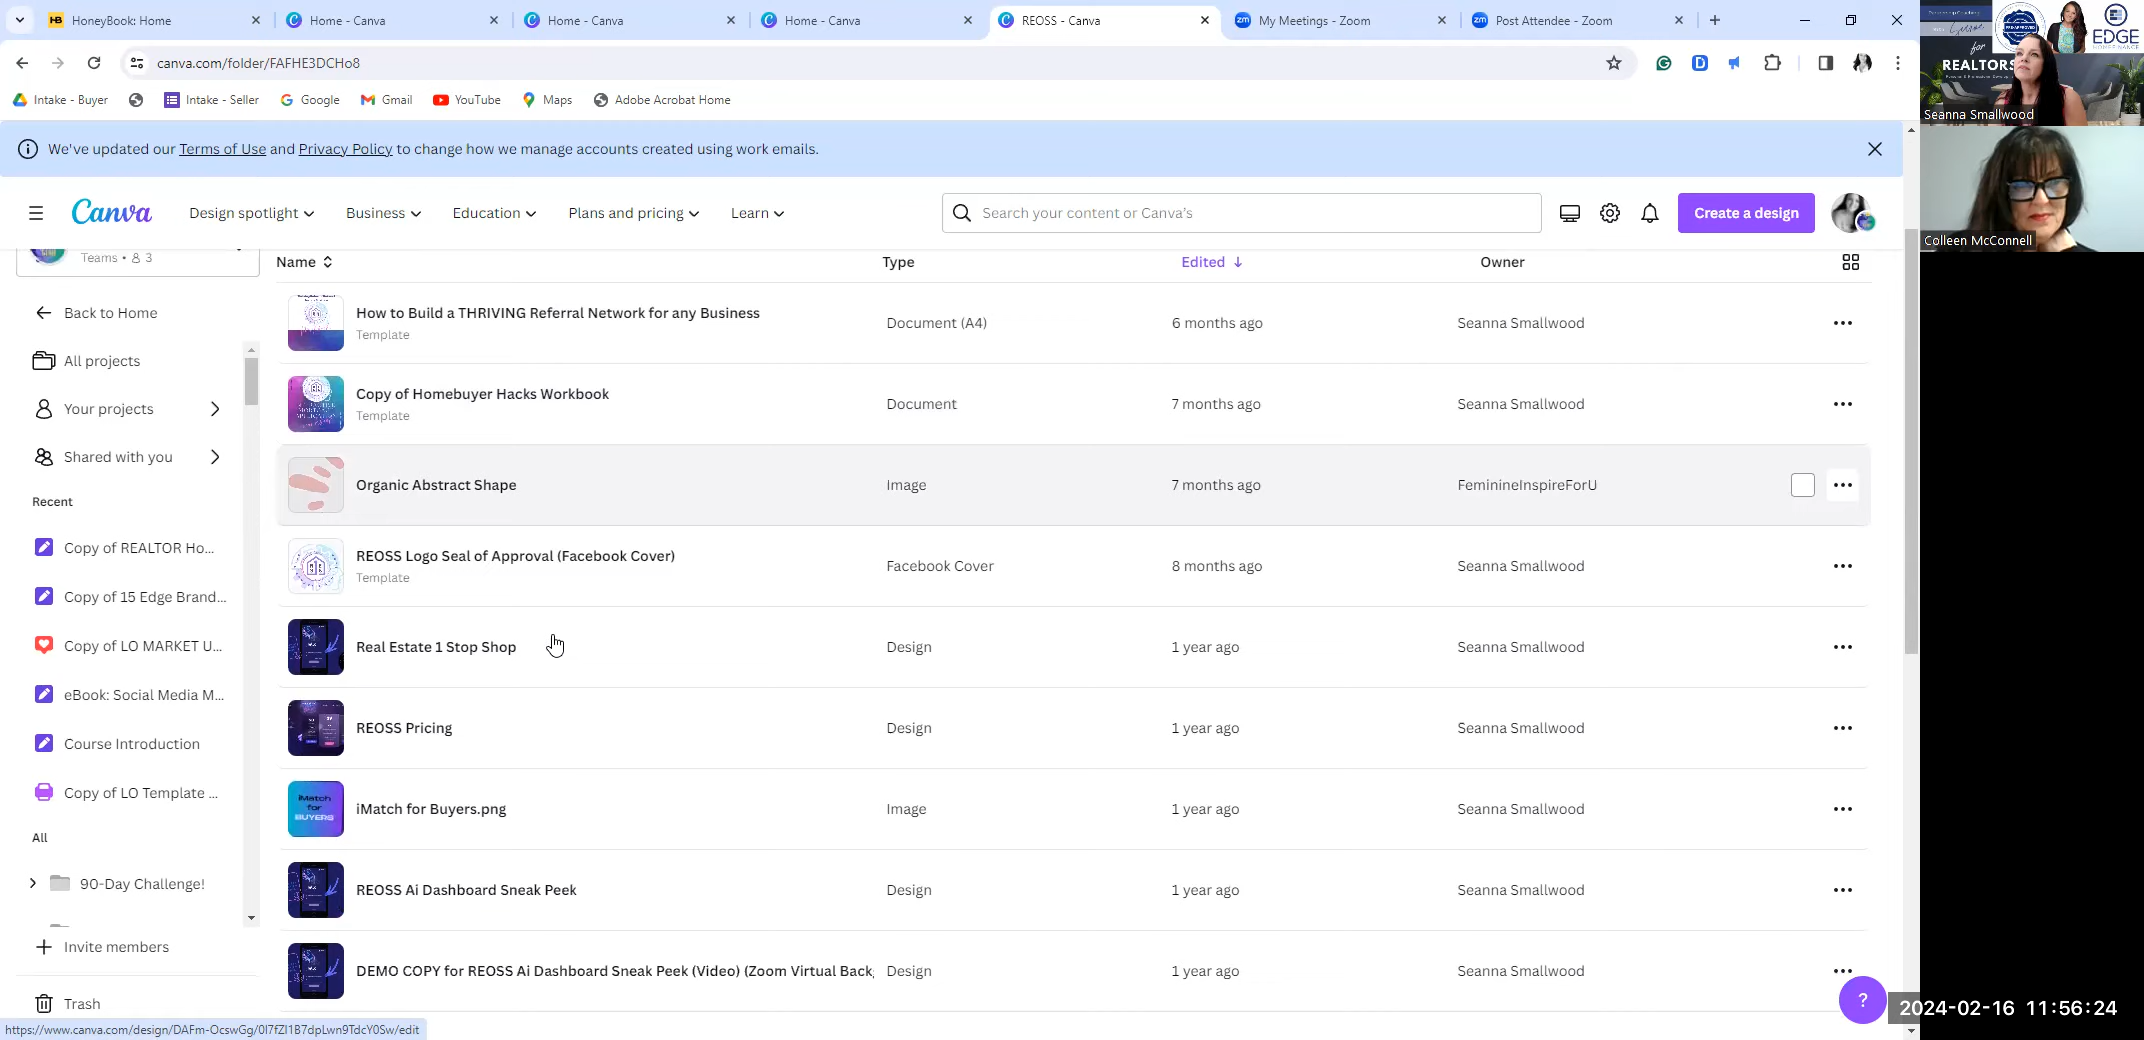 HoneyBook: Home
Home - Canva
Home - Canva
Home - Canva
REOSS - Canva
My Meetings - Zoom
Post Attendee - Zoom
canva.com/folder/FAFHE3DCHo8
Intake - Buyer
Intake - Seller
Google
Gmail
YouTube
Maps
Adobe Acrobat Home
We've updated our Terms of Use and Privacy Policy to change how we manage accounts created using work emails.
Canva
Design spotlight
Business
Education
Plans and pricing
Learn
Search your content or Canva's
Create a design
Teams • 3
Back to Home
All projects
Your projects
Shared with you
Recent
Copy of REALTOR Ho...
Copy of 15 Edge Brand...
Copy of LO MARKET U...
eBook: Social Media M...
Course Introduction
Copy of LO Template ...
All
90-Day Challenge!
Invite members
Trash
Name
Type
Edited
Owner
How to Build a THRIVING Referral Network for any Business
Template
Document (A4)
6 months ago
Seanna Smallwood
Copy of Homebuyer Hacks Workbook
Template
Document
7 months ago
Seanna Smallwood
Organic Abstract Shape
Image
7 months ago
FeminineInspireForU
REOSS Logo Seal of Approval (Facebook Cover)
Template
Facebook Cover
8 months ago
Seanna Smallwood
Real Estate 1 Stop Shop
Design
1 year ago
Seanna Smallwood
REOSS Pricing
Design
1 year ago
Seanna Smallwood
iMatch for BUYERS
iMatch for Buyers.png
Image
1 year ago
Seanna Smallwood
REOSS Ai Dashboard Sneak Peek
Design
1 year ago
Seanna Smallwood
DEMO COPY for REOSS Ai Dashboard Sneak Peek (Video) (Zoom Virtual Back
Design
1 year ago
Seanna Smallwood
?
https://www.canva.com/design/DAFm-OcswGg/0I7fZI1B7dpLwn9TdcY0Sw/edit
for
REALTORS
EDGE
Seanna Smallwood
Colleen McConnell
2024-02-16 11:56:24